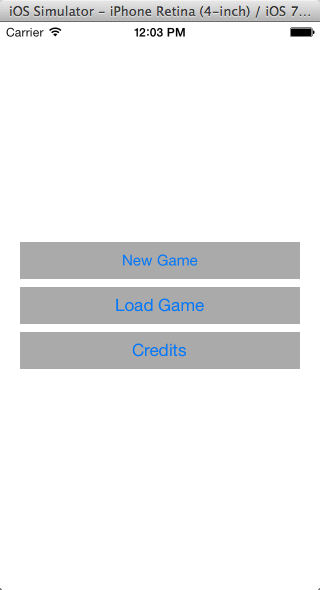 iOS Simulator - iPhone Retina (4-inch) / iOS 7...
Carrier 12:03 PM
New Game
Load Game
Credits